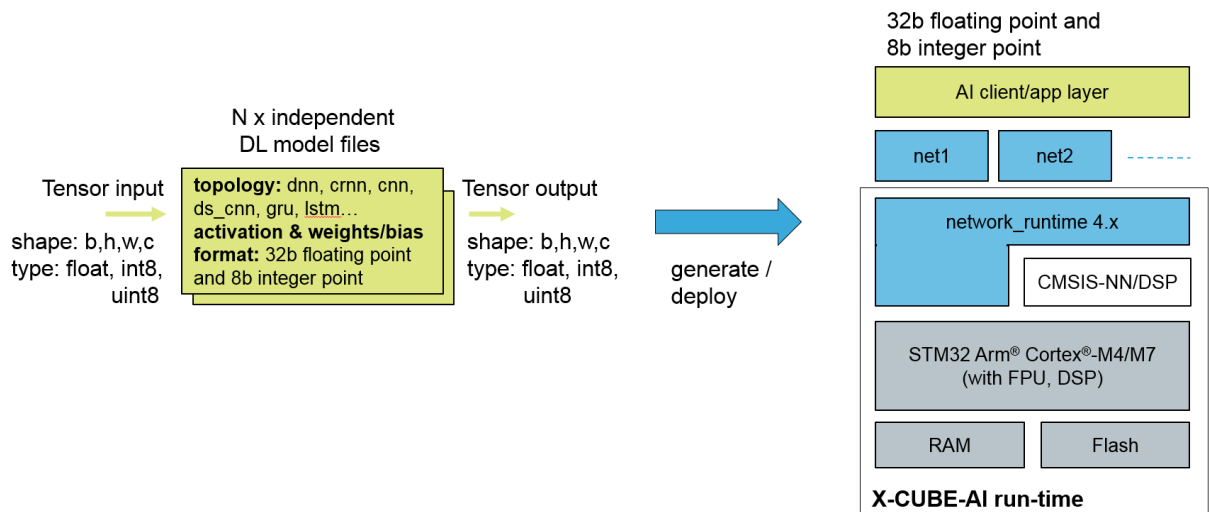 N x independent
DL model files
Tensor input
shape: b,h,w,c
type: float, int8,
uint8
topology: dnn, crnn, cnn,
ds_cnn, gru, lstm...
activation & weights/bias
format: 32b floating point
and 8b integer point
Tensor output
shape: b,h,w,c
type: float, int8,
uint8
generate /
deploy
32b floating point and
8b integer point
AI client/app layer
net1
net2
network_runtime 4.x
CMSIS-NN/DSP
STM32 Arm® Cortex®-M4/M7
(with FPU, DSP)
RAM
Flash
X-CUBE-AI run-time